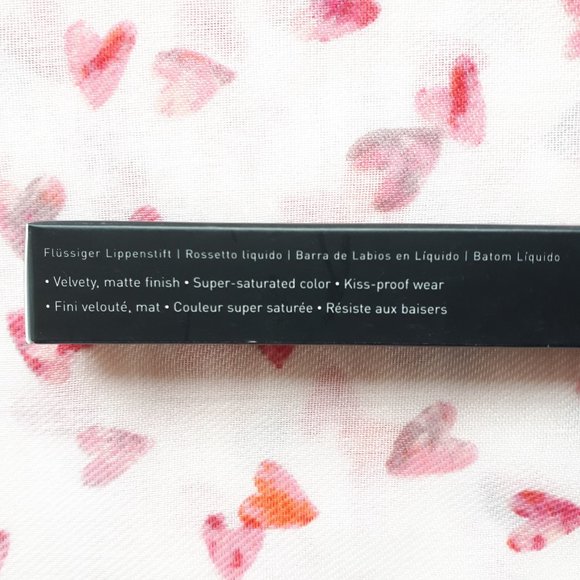 Flüssiger Lippenstift | Rossetto liquido | Barra de Labios en Líquido | Batom Líquido
• Velvety, matte finish • Super-saturated color • Kiss-proof wear
• Fini velouté, mat • Couleur super saturée • Résiste aux baisers